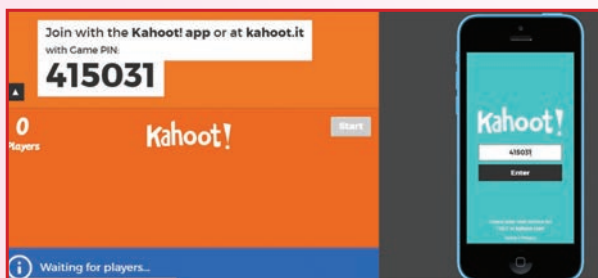 Join with the Kahoot! app or at kahoot.it
with Game PIN:
415031
0
Players
Kahoot!
Start
Waiting for players...
Kahoot!
415031
Enter